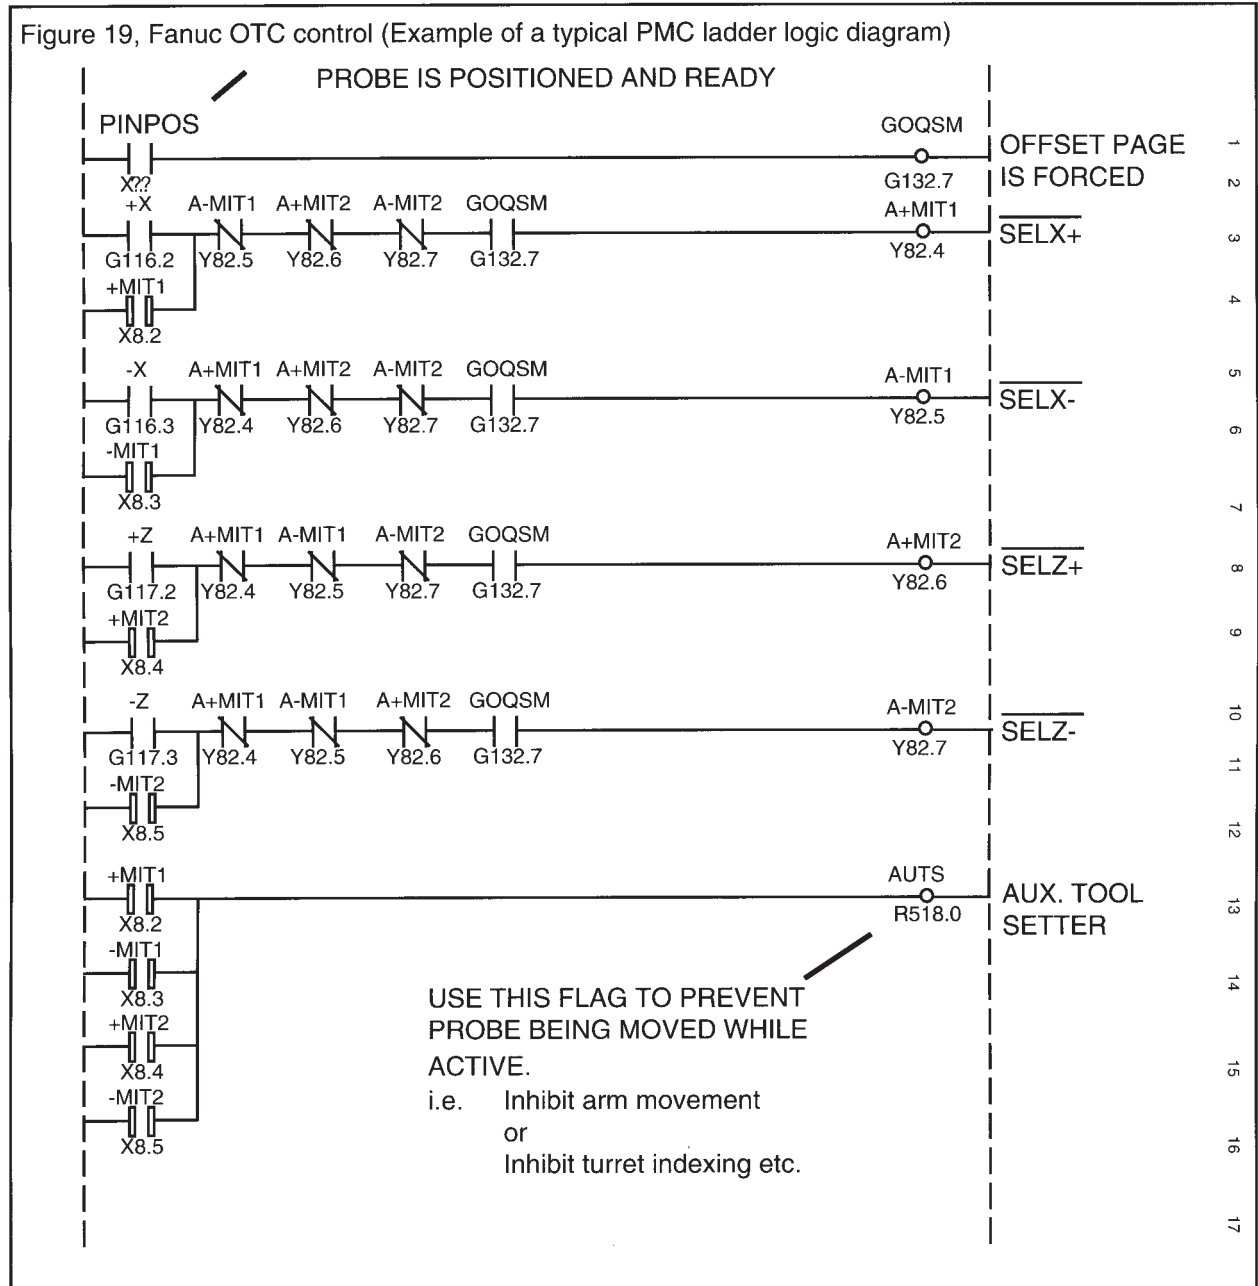 Figure 19, Fanuc OTC control (Example of a typical PMC ladder logic diagram)
PROBE IS POSITIONED AND READY
PINPOS GOQSM OFFSET PAGE 1
X?? G132.7 IS FORCED 2
+X A-MIT1 A+MIT2 A-MIT2 GOQSM A+MIT1 SELX+ 3
G116.2 Y82.5 Y82.6 Y82.7 G132.7 Y82.4
+MIT1 4
X8.2
-X A+MIT1 A+MIT2 A-MIT2 GOQSM A-MIT1 SELX- 5
G116.3 Y82.4 Y82.6 Y82.7 G132.7 Y82.5 6
-MIT1
X8.3 7
+Z A+MIT1 A-MIT1 A-MIT2 GOQSM A+MIT2 SELZ+ 8
G117.2 Y82.4 Y82.5 Y82.7 G132.7 Y82.6
+MIT2 9
X8.4
-Z A+MIT1 A-MIT1 A+MIT2 GOQSM A-MIT2 SELZ- 10
G117.3 Y82.4 Y82.5 Y82.6 G132.7 Y82.7 11
-MIT2
X8.5 12
+MIT1 AUTS AUX. TOOL 13
X8.2 R518.0 SETTER
-MIT1 14
X8.3
+MIT2
X8.4 15
-MIT2
X8.5 16
USE THIS FLAG TO PREVENT
PROBE BEING MOVED WHILE
ACTIVE.
i.e. Inhibit arm movement
or
Inhibit turret indexing etc.
17